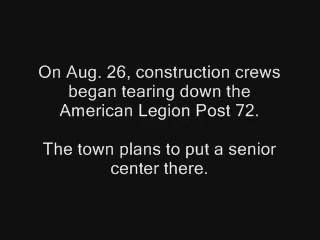 On Aug. 26, construction crews
began tearing down the
American Legion Post 72.
The town plans to put a senior
center there.